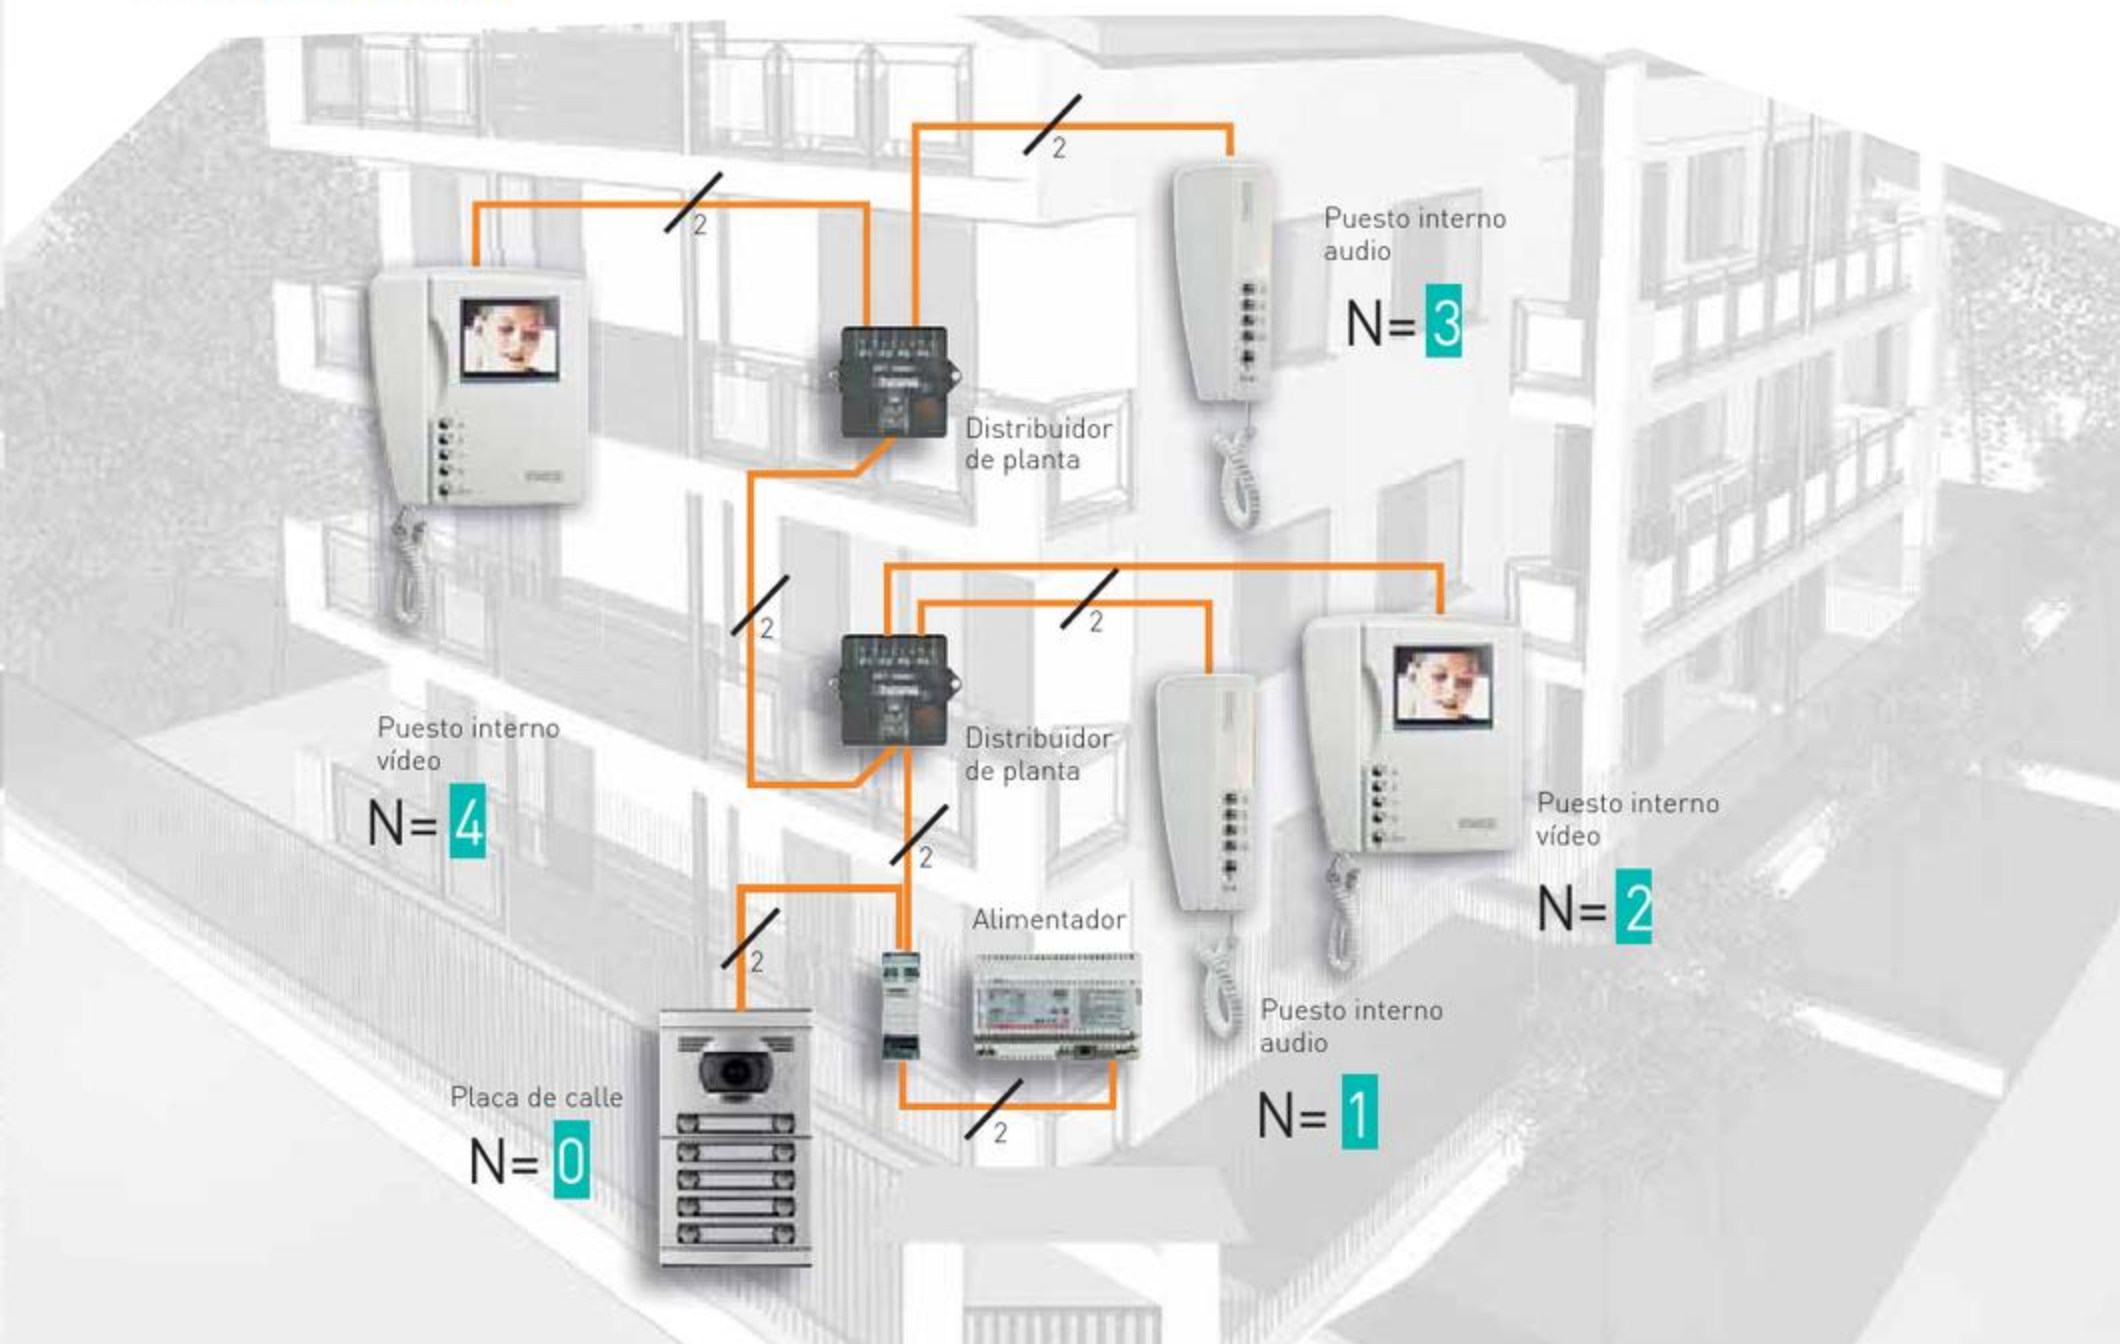 2
2
Puesto interno
audio
N= 3
Distribuidor
de planta
2
2
Distribuidor
de planta
Puesto interno
vídeo
N= 4
Puesto interno
vídeo
N= 2
2
Alimentador
2
Puesto interno
audio
N= 1
Placa de calle
N= 0
2